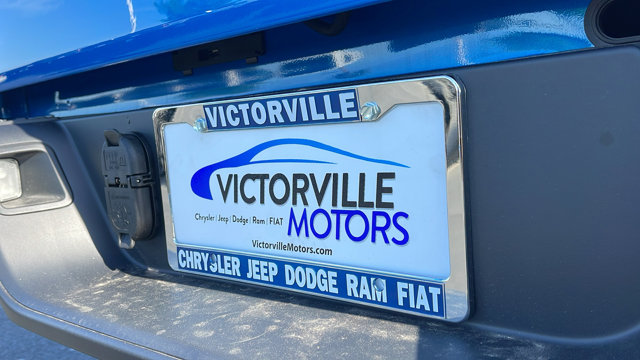 VICTORVILLE
VICTORVILLE
Chrysler | Jeep | Dodge | Ram | FIAT
MOTORS
VictorvilleMotors.com
CHRYSLER JEEP DODGE RAM FIAT